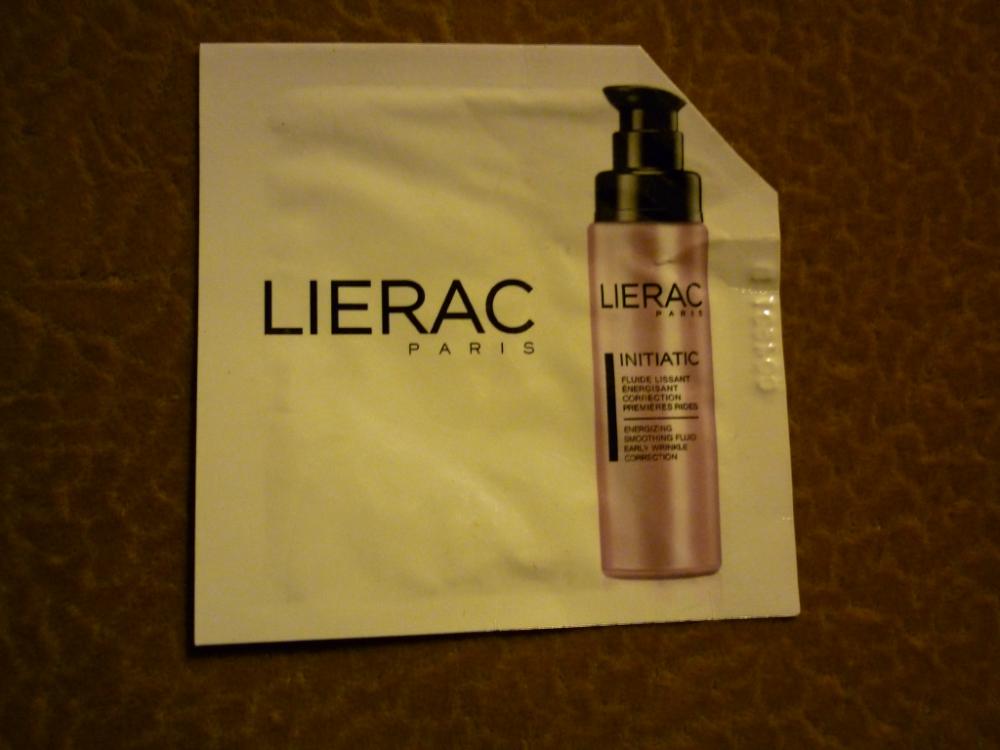 LIERAC
PARIS
LIERAC
PARIS
INITIATIC
FLUIDE LISSANT
ÉNERGISANT
CORRECTION
PREMIÈRES RIDES
ENERGIZING
SMOOTHING FLUID
EARLY WRINKLE
CORRECTION